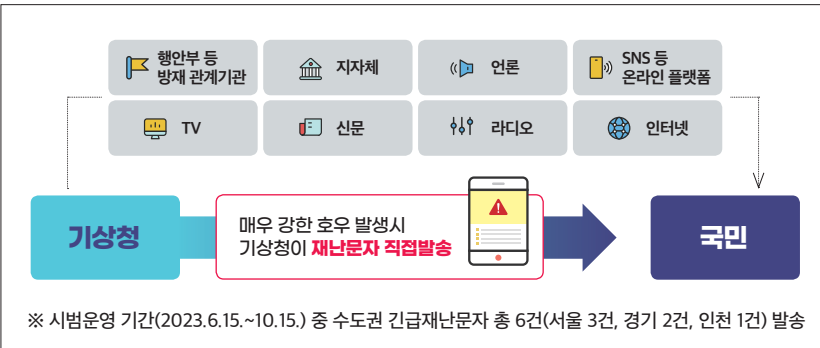 행안부 등
방재 관계기관
지자체
언론
SNS 등
온라인 플랫폼
TV
신문
라디오
인터넷
기상청
매우 강한 호우 발생시
기상청이 재난문자 직접발송
국민
※ 시범운영 기간(2023.6.15.~10.15.) 중 수도권 긴급재난문자 총 6건(서울 3건, 경기 2건, 인천 1건) 발송